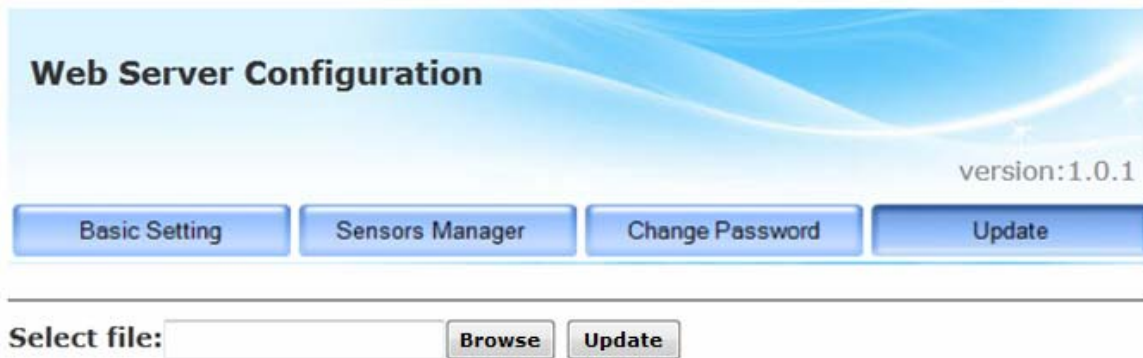 Web Server Configuration
version:1.0.1
Basic Setting Sensors Manager Change Password Update
Select file: Browse Update